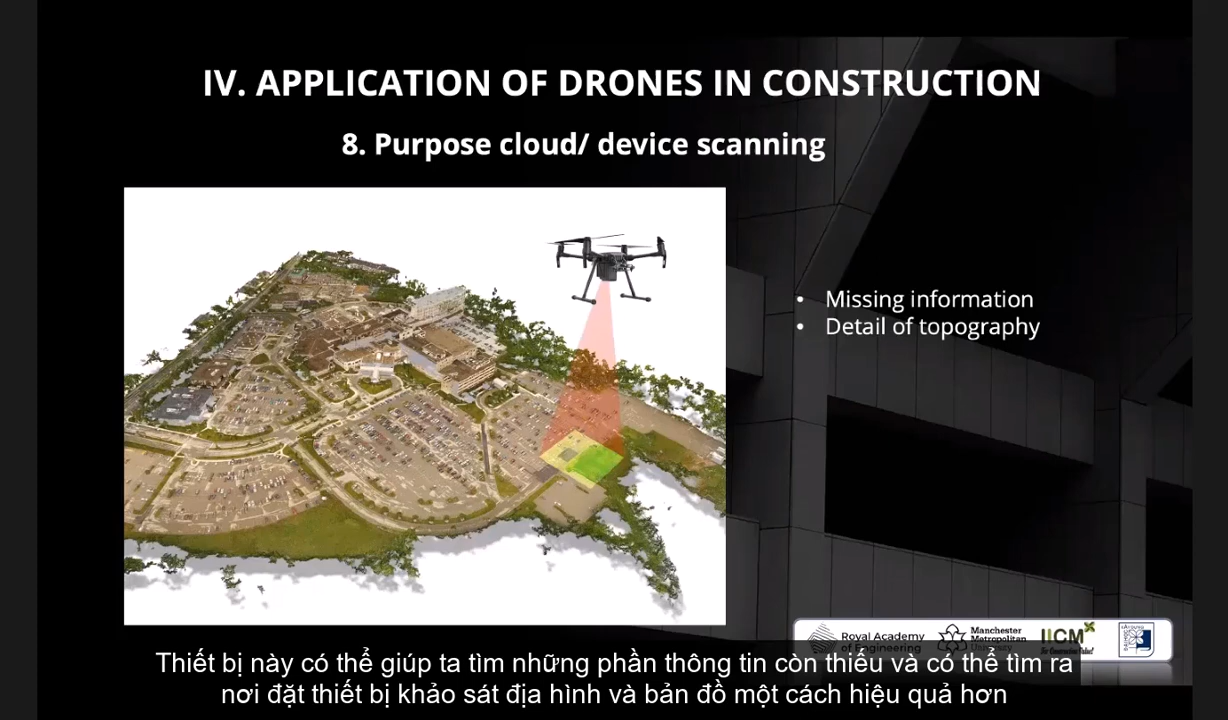 IV. APPLICATION OF DRONES IN CONSTRUCTION
8. Purpose cloud/ device scanning
• Missing information
• Detail of topography
Royal Academy
of Engineering
Manchester
Metropolitan
University
IICM
Thiết bị này có thể giúp ta tìm những phần thông tin còn thiếu và có thể tìm ra
nơi đặt thiết bị khảo sát địa hình và bản đồ một cách hiệu quả hơn